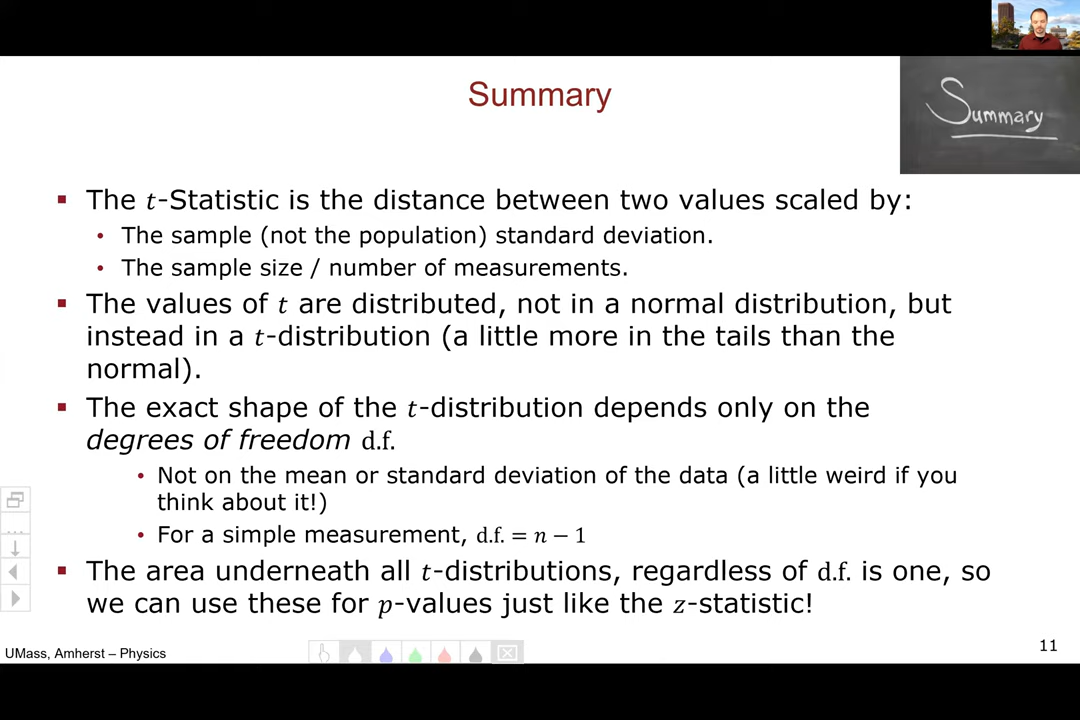 Summary
Summary
▪ The t-Statistic is the distance between two values scaled by:
• The sample (not the population) standard deviation.
• The sample size / number of measurements.
▪ The values of t are distributed, not in a normal distribution, but
instead in a t-distribution (a little more in the tails than the
normal).
▪ The exact shape of the t-distribution depends only on the
degrees of freedom d.f.
• Not on the mean or standard deviation of the data (a little weird if you
think about it!)
• For a simple measurement, d.f. = n − 1
▪ The area underneath all t-distributions, regardless of d.f. is one, so
we can use these for p-values just like the z-statistic!
UMass, Amherst – Physics
11